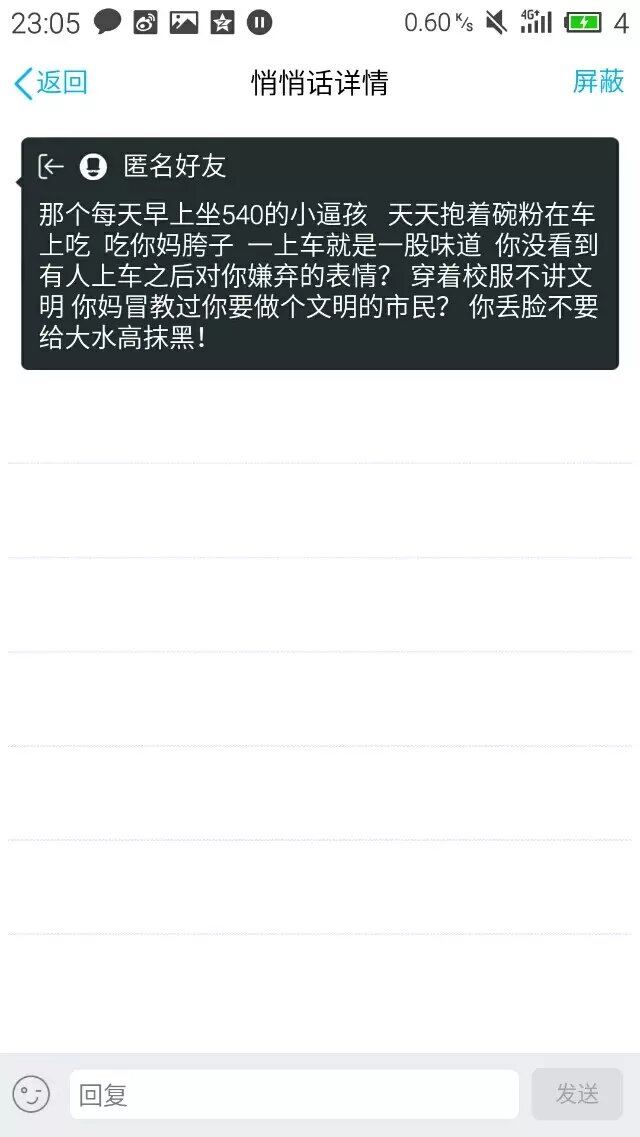 23:05 0.60 K/s 4G+ 4
返回 悄悄话详情 屏蔽
匿名好友
那个每天早上坐540的小逼孩 天天抱着碗粉在车
上吃 吃你妈胯子 一上车就是一股味道 你没看到
有人上车之后对你嫌弃的表情？ 穿着校服不讲文
明 你妈冒教过你要做个文明的市民？ 你丢脸不要
给大水高抹黑！
回复 发送